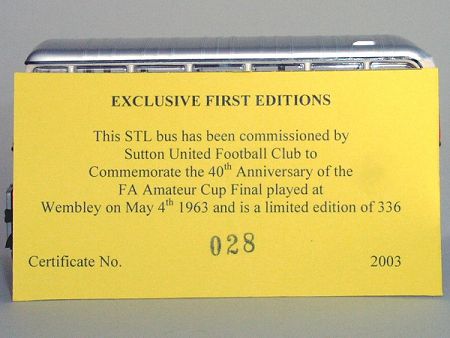 EXCLUSIVE FIRST EDITIONS
This STL bus has been commissioned by
Sutton United Football Club to
Commemorate the 40th Anniversary of the
FA Amateur Cup Final played at
Wembley on May 4th 1963 and is a limited edition of 336
028
Certificate No. 2003